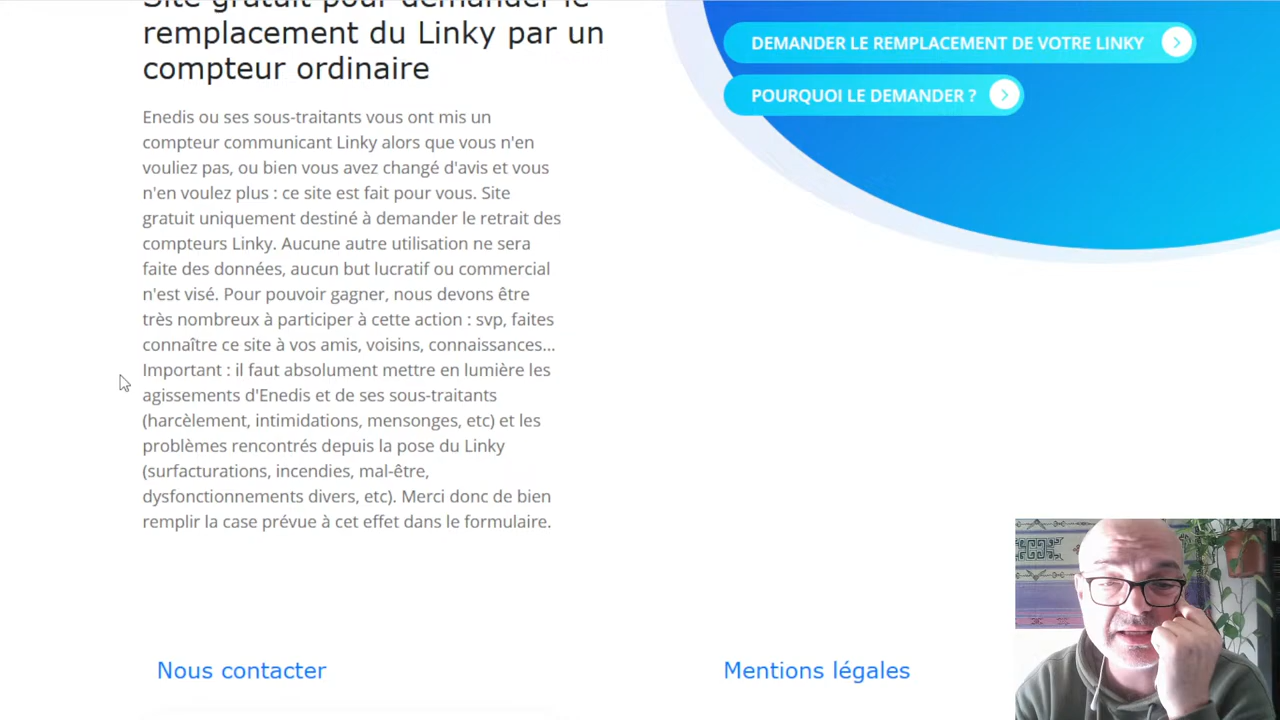 Site gratuit pour demander le
remplacement du Linky par un
compteur ordinaire
DEMANDER LE REMPLACEMENT DE VOTRE LINKY
POURQUOI LE DEMANDER ?
Enedis ou ses sous-traitants vous ont mis un
compteur communicant Linky alors que vous n'en
vouliez pas, ou bien vous avez changé d'avis et vous
n'en voulez plus : ce site est fait pour vous. Site
gratuit uniquement destiné à demander le retrait des
compteurs Linky. Aucune autre utilisation ne sera
faite des données, aucun but lucratif ou commercial
n'est visé. Pour pouvoir gagner, nous devons être
très nombreux à participer à cette action : svp, faites
connaître ce site à vos amis, voisins, connaissances...
Important : il faut absolument mettre en lumière les
agissements d'Enedis et de ses sous-traitants
(harcèlement, intimidations, mensonges, etc) et les
problèmes rencontrés depuis la pose du Linky
(surfacturations, incendies, mal-être,
dysfonctionnements divers, etc). Merci donc de bien
remplir la case prévue à cet effet dans le formulaire.
Nous contacter
Mentions légales